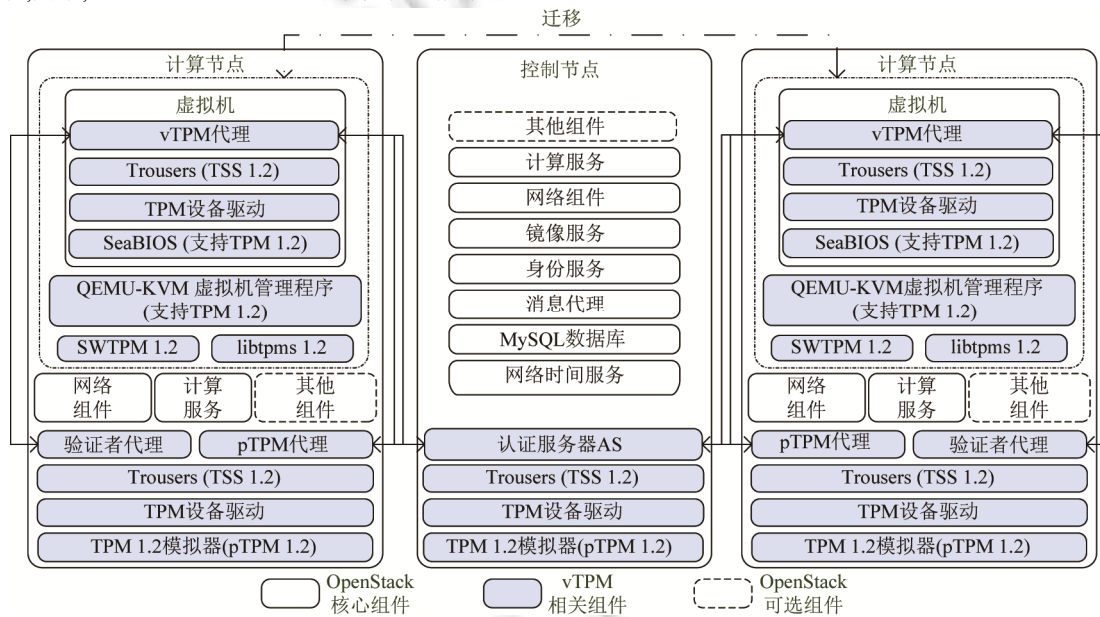 迁移
计算节点
虚拟机
vTPM代理
Trousers (TSS 1.2)
TPM设备驱动
SeaBIOS (支持TPM 1.2)
QEMU-KVM 虚拟机管理程序
(支持TPM 1.2)
SWTPM 1.2
libtpms 1.2
网络
组件
计算
服务
其他
组件
验证者代理
pTPM代理
Trousers (TSS 1.2)
TPM设备驱动
TPM 1.2模拟器(pTPM 1.2)
控制节点
其他组件
计算服务
网络组件
镜像服务
身份服务
消息代理
MySQL数据库
网络时间服务
认证服务器AS
Trousers (TSS 1.2)
TPM设备驱动
TPM 1.2模拟器(pTPM 1.2)
计算节点
虚拟机
vTPM代理
Trousers (TSS 1.2)
TPM设备驱动
SeaBIOS (支持TPM 1.2)
QEMU-KVM虚拟机管理程序
(支持TPM 1.2)
SWTPM 1.2
libtpms 1.2
网络
组件
计算
服务
其他
组件
pTPM代理
验证者代理
Trousers (TSS 1.2)
TPM设备驱动
TPM 1.2模拟器(pTPM 1.2)
OpenStack
核心组件
vTPM
相关组件
OpenStack
可选组件